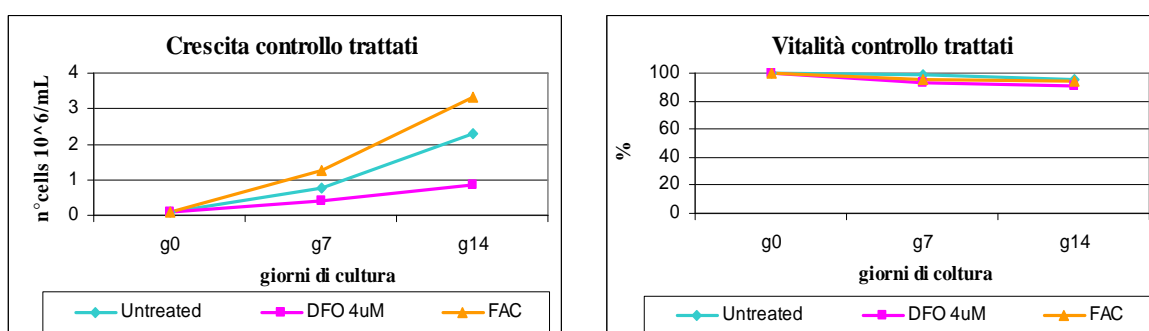 Crescita controllo trattati
4
3
2
1
0
n°cells 10^6/mL
g0 g7 g14
giorni di cultura
Untreated DFO 4uM FAC
Vitalità controllo trattati
100
80
60
40
20
0
%
g0 g7 g14
giorni di coltura
Untreated DFO 4uM FAC